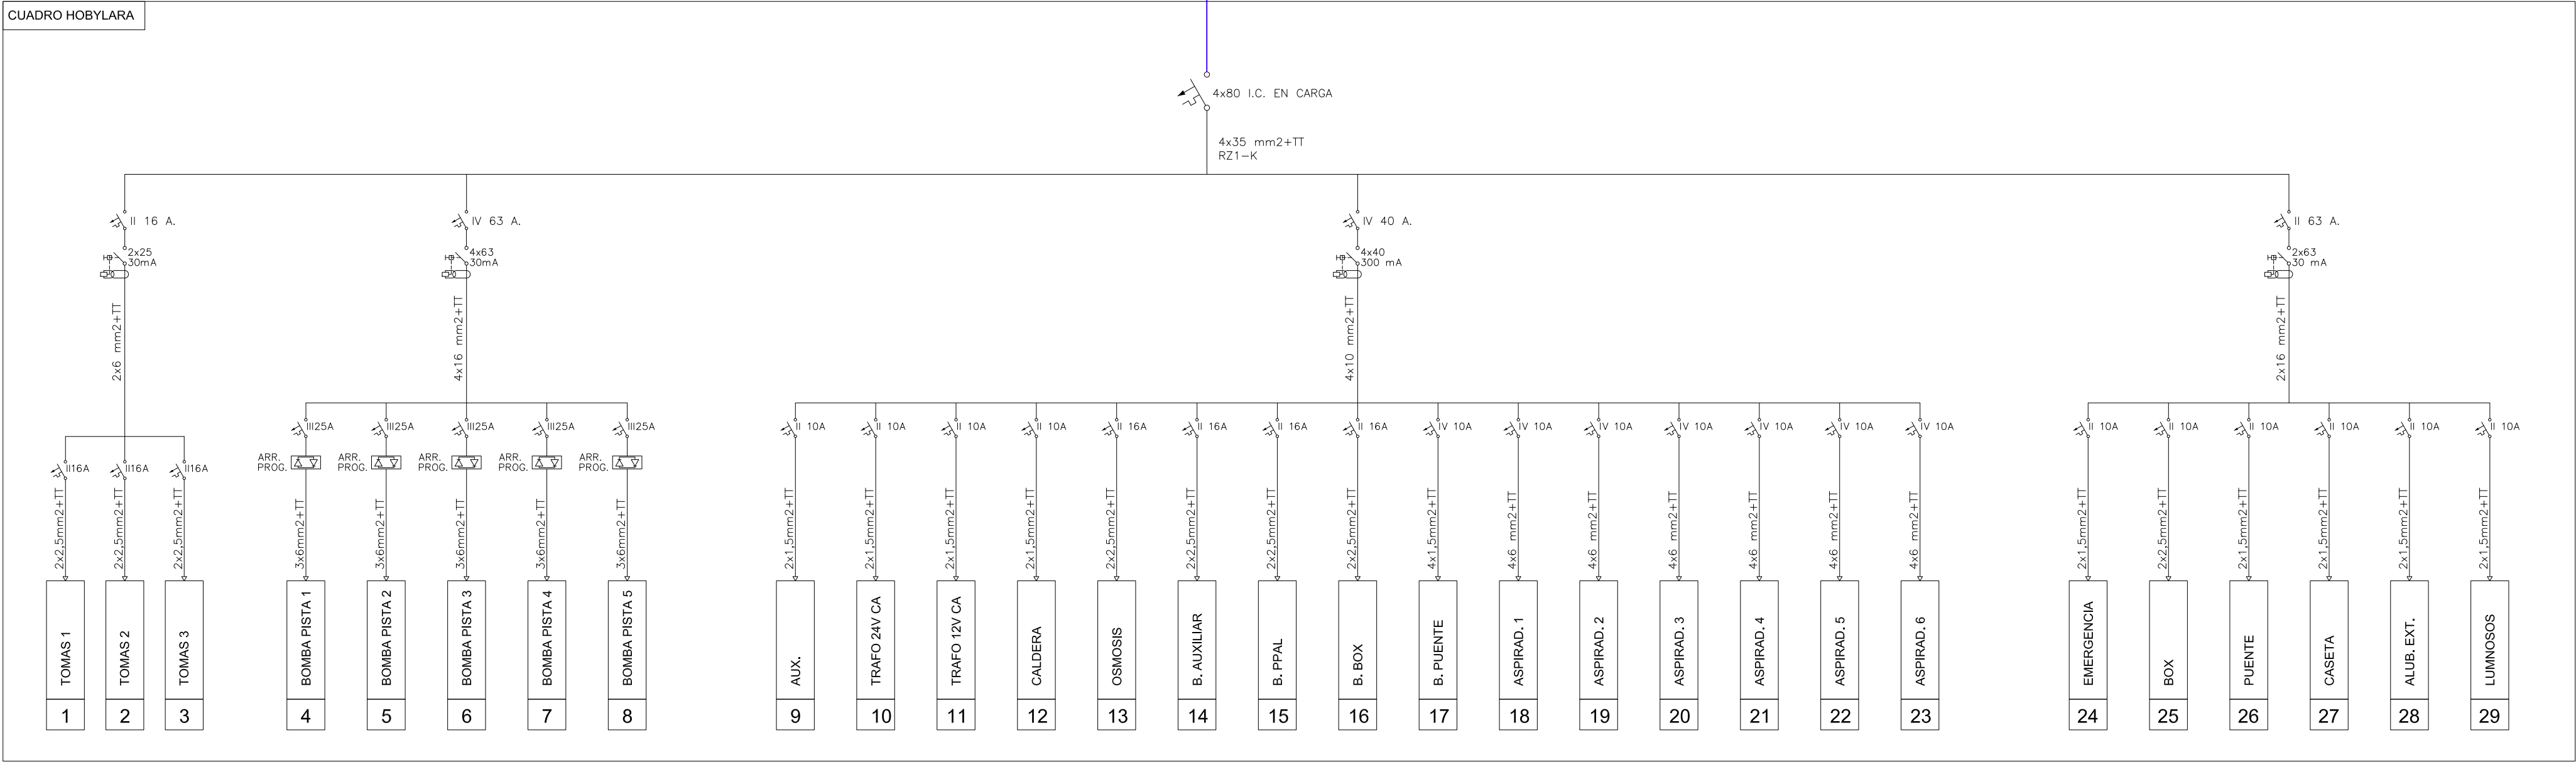 CUADRO HOBYLARA
4x80 I.C. EN CARGA
4x35 mm2+TT
RZ1-K
II 16 A.
2x25
30mA
2x6 mm2+TT
IV 63 A.
4x63
30mA
4x16 mm2+TT
IV 40 A.
4x40
300 mA
4x10 mm2+TT
II 63 A.
2x63
30 mA
2x16 mm2+TT
II16A
II16A
II16A
III25A
III25A
III25A
III25A
III25A
ARR.
PROG.
ARR.
PROG.
ARR.
PROG.
ARR.
PROG.
ARR.
PROG.
II 10A
II 10A
II 10A
II 10A
II 16A
II 16A
II 16A
II 16A
IV 10A
IV 10A
IV 10A
IV 10A
IV 10A
IV 10A
IV 10A
II 10A
II 10A
II 10A
II 10A
II 10A
II 10A
2x2,5mm2+TT
2x2,5mm2+TT
2x2,5mm2+TT
3x6mm2+TT
3x6mm2+TT
3x6mm2+TT
3x6mm2+TT
3x6mm2+TT
2x1,5mm2+TT
2x1,5mm2+TT
2x1,5mm2+TT
2x1,5mm2+TT
2x2,5mm2+TT
2x2,5mm2+TT
2x2,5mm2+TT
2x2,5mm2+TT
4x1,5mm2+TT
4x6 mm2+TT
4x6 mm2+TT
4x6 mm2+TT
4x6 mm2+TT
4x6 mm2+TT
4x6 mm2+TT
2x1,5mm2+TT
2x2,5mm2+TT
2x1,5mm2+TT
2x1,5mm2+TT
2x1,5mm2+TT
2x1,5mm2+TT
TOMAS 1
TOMAS 2
TOMAS 3
BOMBA PISTA 1
BOMBA PISTA 2
BOMBA PISTA 3
BOMBA PISTA 4
BOMBA PISTA 5
AUX.
TRAFO 24V CA
TRAFO 12V CA
CALDERA
OSMOSIS
B. AUXILIAR
B. PPAL
B. BOX
B. PUENTE
ASPIRAD. 1
ASPIRAD. 2
ASPIRAD. 3
ASPIRAD. 4
ASPIRAD. 5
ASPIRAD. 6
EMERGENCIA
BOX
PUENTE
CASETA
ALUB. EXT.
LUMNOSOS
1
2
3
4
5
6
7
8
9
10
11
12
13
14
15
16
17
18
19
20
21
22
23
24
25
26
27
28
29